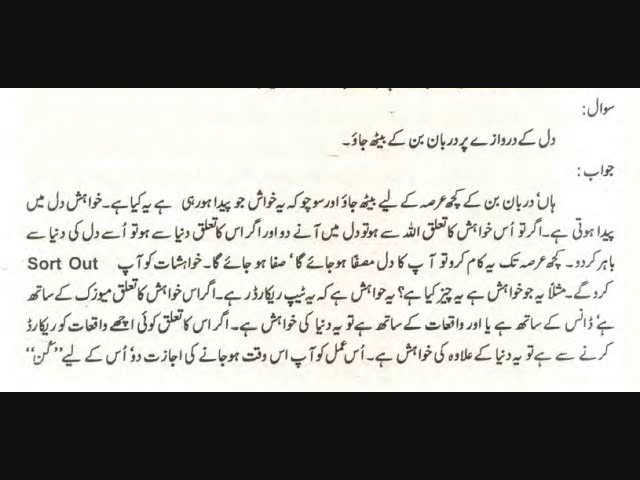 سوال:
دل کے دروازے پر دربان بن کے بیٹھ جاؤ۔
جواب:
ہاں' دربان بن کے کچھ عرصہ کے لیے بیٹھ جاؤ اور سوچو کہ یہ خواش جو پیدا ہو رہی ہے یہ کیا ہے۔ خواہش دل میں
پیدا ہوتی ہے۔ اگر تو اُس خواہش کا تعلق اللہ سے ہو تو دل میں آنے دو اور اگر اس کا تعلق دنیا سے ہو تو اُسے دل کی دنیا سے
باہر کر دو۔ کچھ عرصہ تک یہ کام کرو تو آپ کا دل مصفّا ہو جائے گا' صفا ہو جائے گا۔ خواہشات کو آپ Sort Out
کرو گے۔ مثلاً یہ جو خواہش ہے یہ چیز کیا ہے؟ یہ خواہش ہے کہ یہ ٹیپ ریکارڈ رہے۔ اگر اس خواہش کا تعلق میوزک کے ساتھ
ہے' ڈانس کے ساتھ ہے یا اور واقعات کے ساتھ ہے تو یہ دنیا کی خواہش ہے۔ اگر اس کا تعلق کوئی اچھے واقعات کو ریکارڈ
کرنے سے ہے تو یہ دنیا کے علاوہ کی خواہش ہے۔ اُس عمل کو آپ اس وقت ہو جانے کی اجازت دو' اُس کے لیے "کُن"